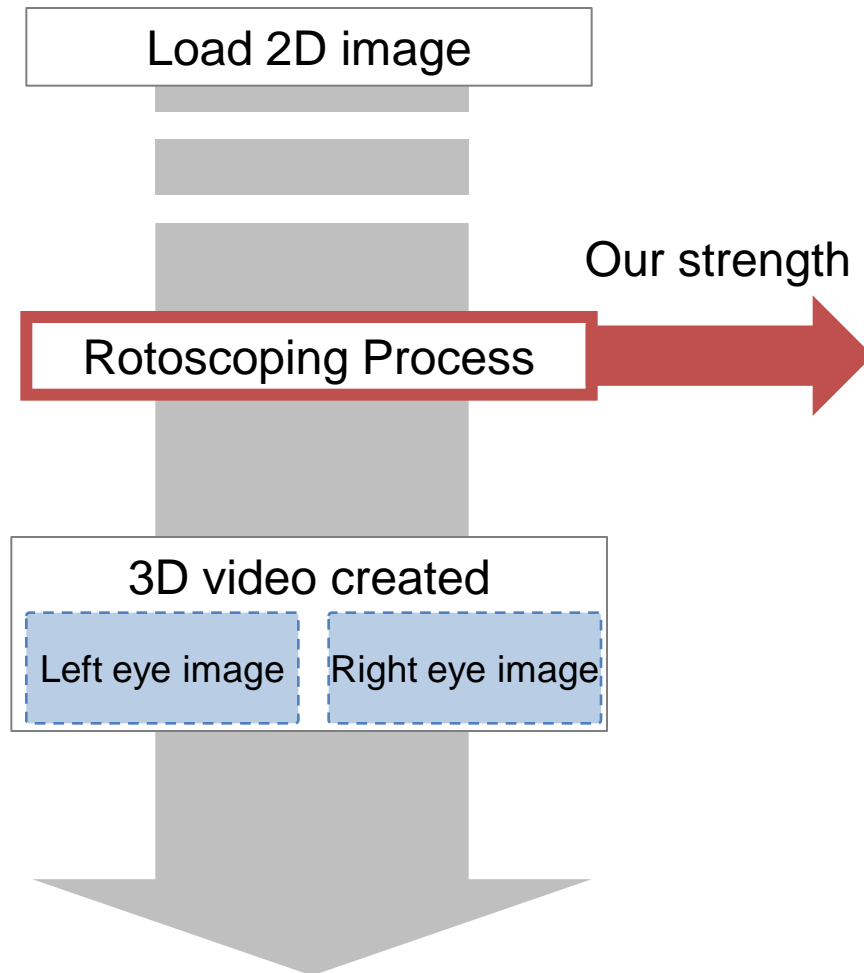 Load 2D image
Our strength
Rotoscoping Process
3D video created
Left eye image
Right eye image